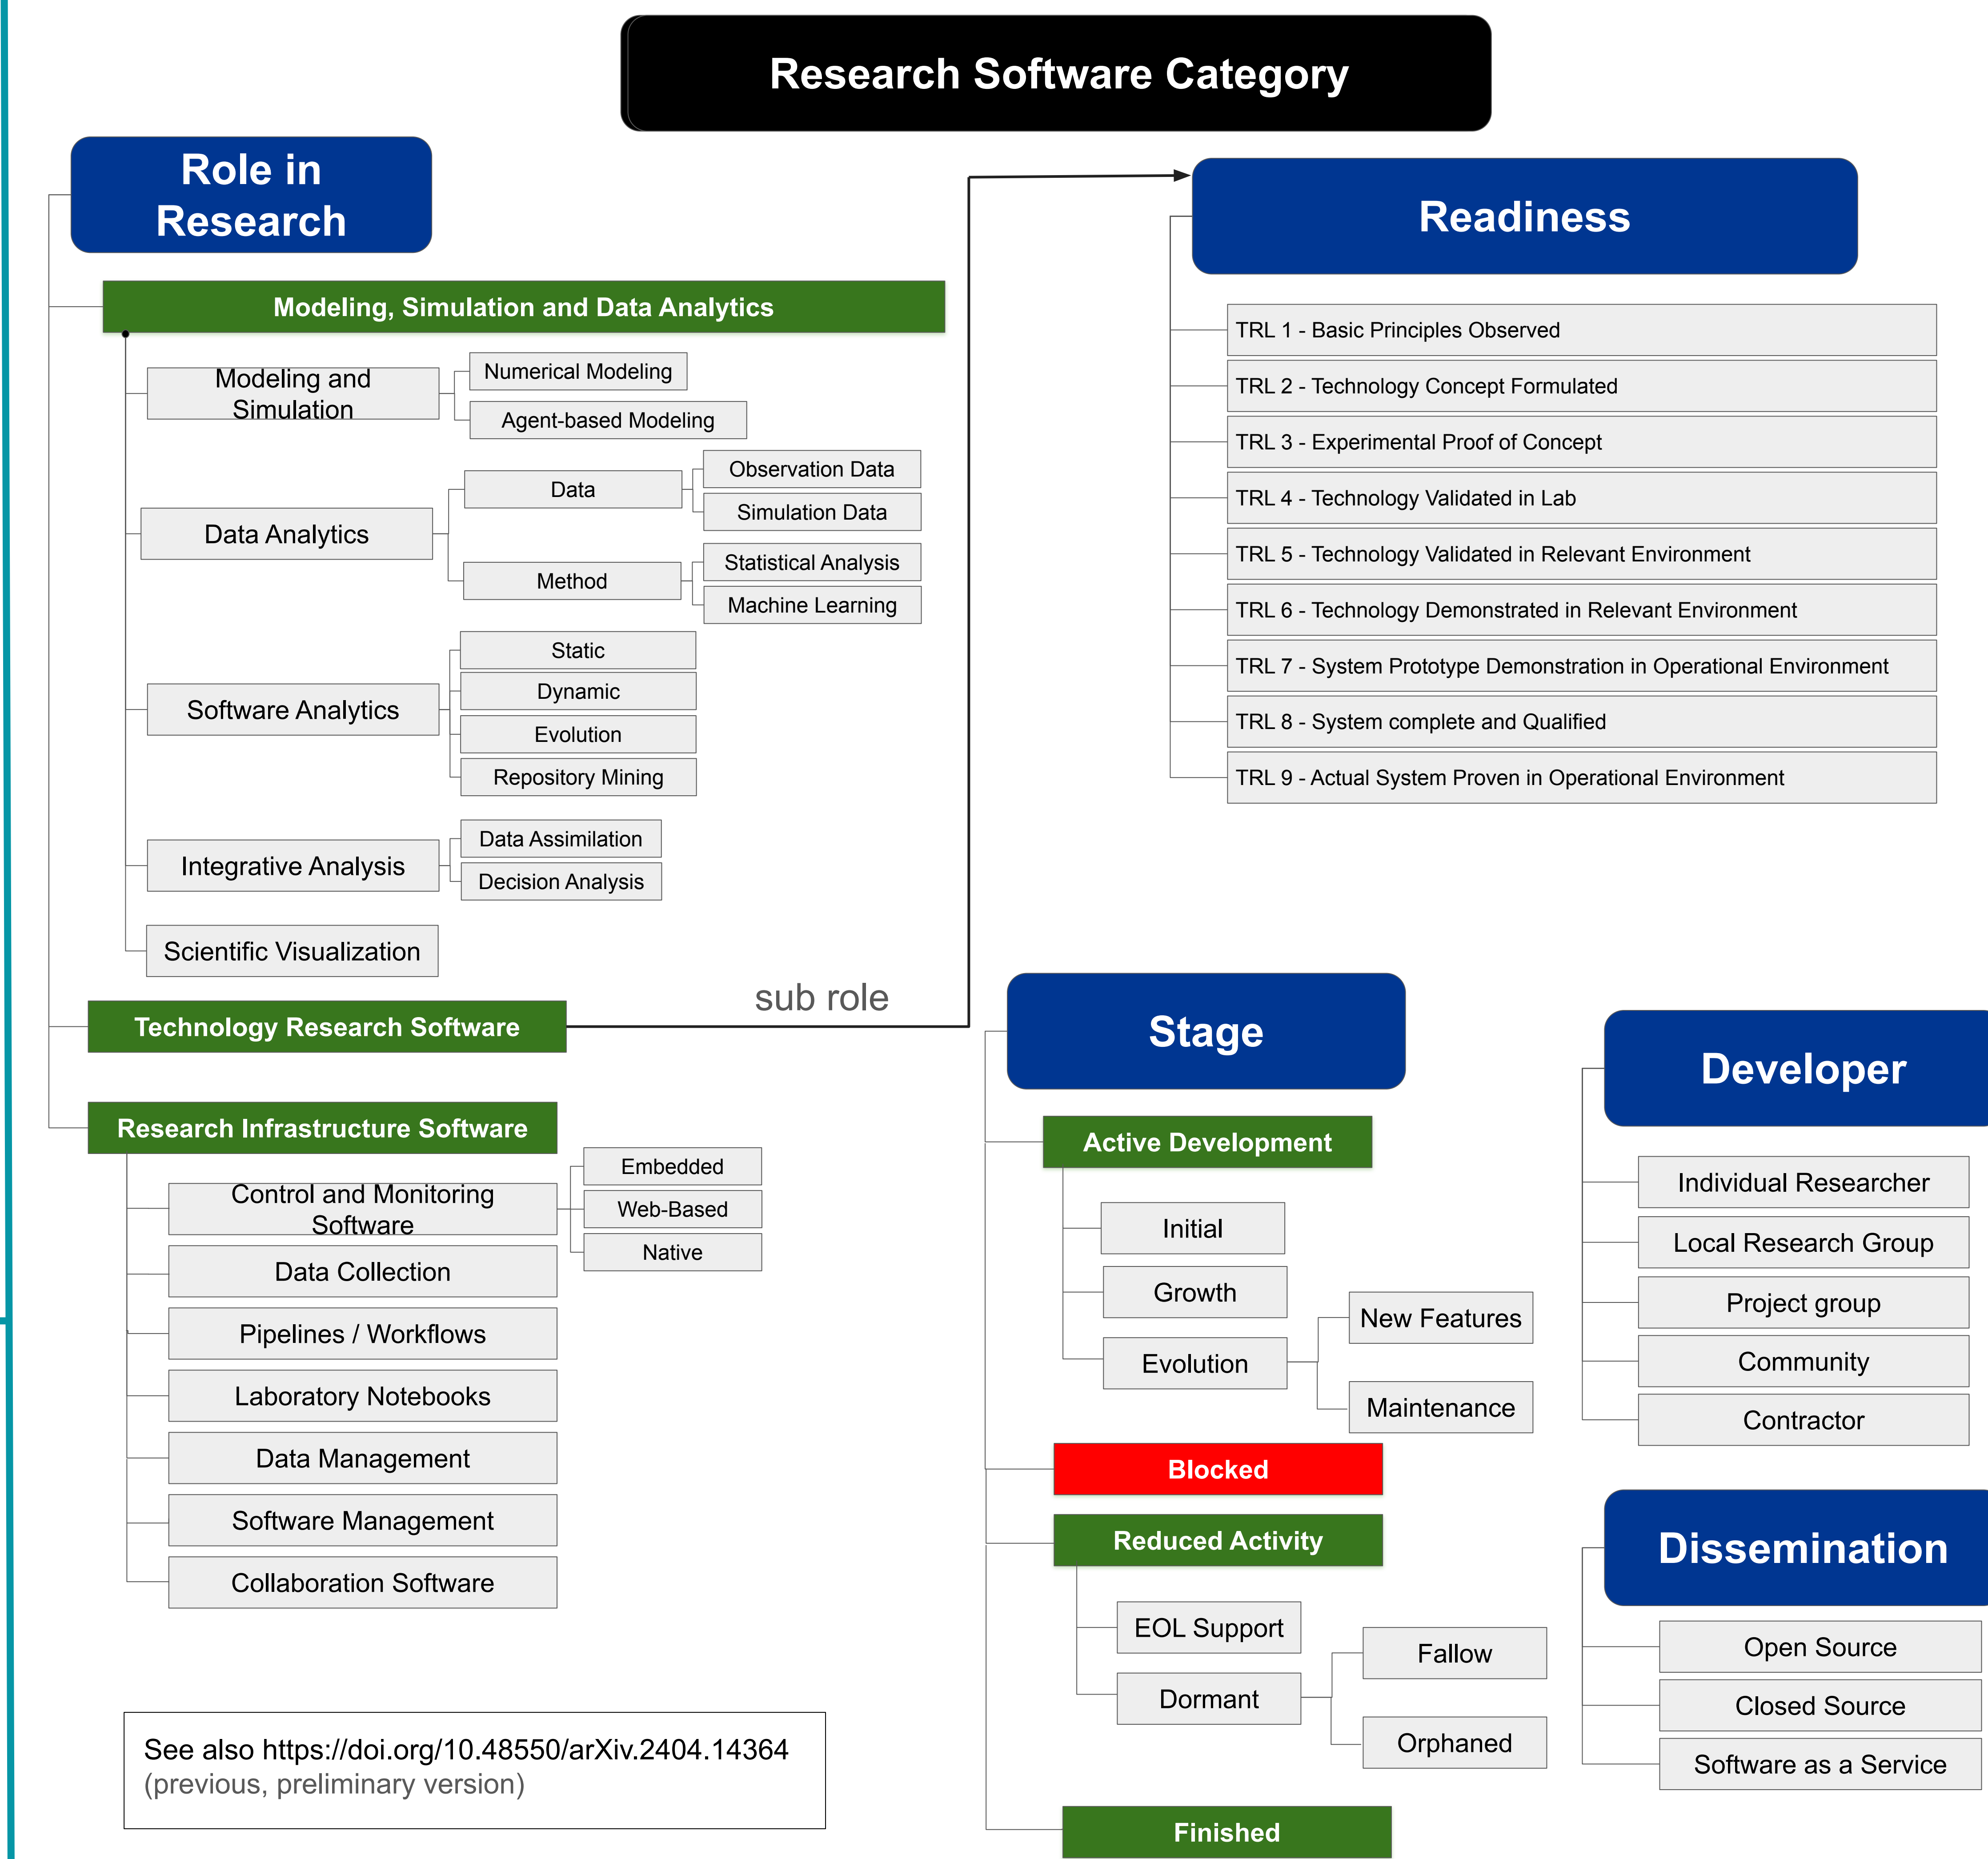 Research Software Category
Role in
Research
Modeling, Simulation and Data Analytics
Modeling and
Simulation
Numerical Modeling
Agent-based Modeling
Data Analytics
Data
Observation Data
Simulation Data
Method
Statistical Analysis
Machine Learning
Software Analytics
Static
Dynamic
Evolution
Repository Mining
Integrative Analysis
Data Assimilation
Decision Analysis
Scientific Visualization
Technology Research Software
sub role
Research Infrastructure Software
Control and Monitoring
Software
Embedded
Web-Based
Native
Data Collection
Pipelines / Workflows
Laboratory Notebooks
Data Management
Software Management
Collaboration Software
See also https://doi.org/10.48550/arXiv.2404.14364
(previous, preliminary version)
Readiness
TRL 1 - Basic Principles Observed
TRL 2 - Technology Concept Formulated
TRL 3 - Experimental Proof of Concept
TRL 4 - Technology Validated in Lab
TRL 5 - Technology Validated in Relevant Environment
TRL 6 - Technology Demonstrated in Relevant Environment
TRL 7 - System Prototype Demonstration in Operational Environment
TRL 8 - System complete and Qualified
TRL 9 - Actual System Proven in Operational Environment
Stage
Active Development
Initial
Growth
Evolution
New Features
Maintenance
Blocked
Reduced Activity
EOL Support
Dormant
Fallow
Orphaned
Finished
Developer
Individual Researcher
Local Research Group
Project group
Community
Contractor
Dissemination
Open Source
Closed Source
Software as a Service